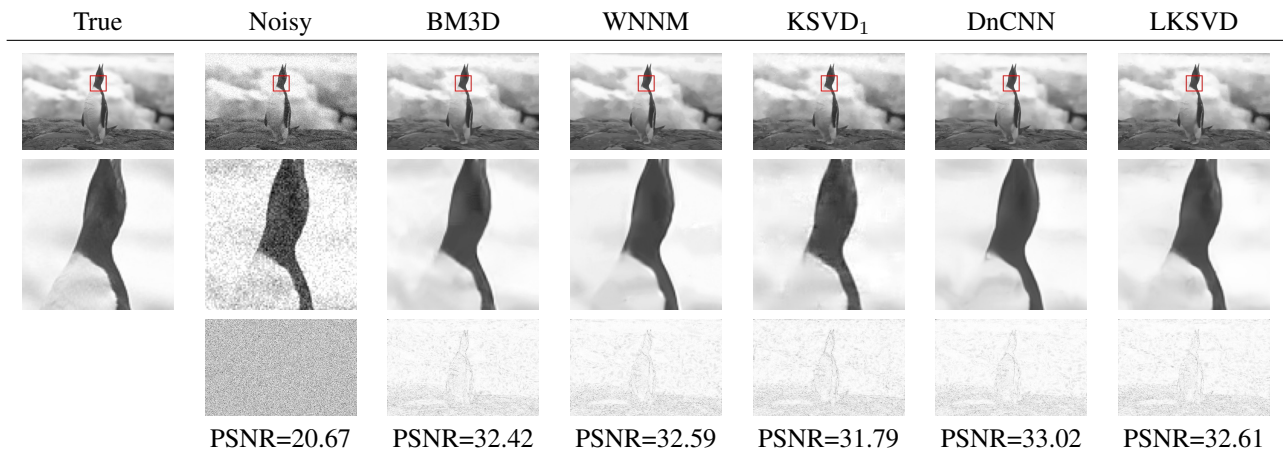 True Noisy BM3D WNNM KSVD₁ DnCNN LKSVD
PSNR=20.67 PSNR=32.42 PSNR=32.59 PSNR=31.79 PSNR=33.02 PSNR=32.61